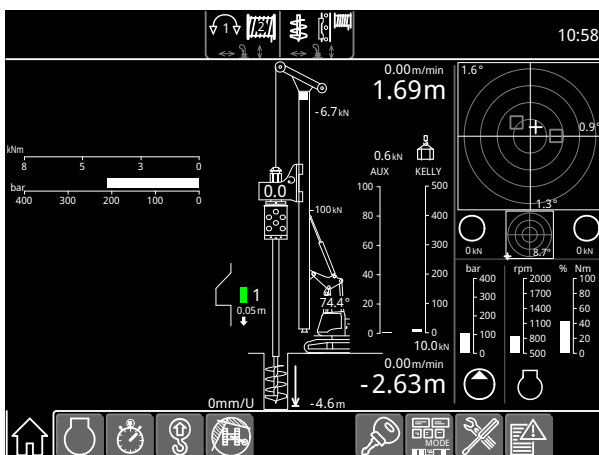 1 2
10:58
0.00m/min
1.69m
1.6°
-6.7kN
0.9°
kNm
8 5 3 0
bar
400 300 200 100 0
0.6kN
AUX KELLY
0.0
100kN
100 500
80 400
60 300
40 200
20 100
0 0
1.3°
0kN 8.7° 0kN
1
0.05m
74.4°
bar rpm % Nm
400 2000 100
300 1700 80
200 1400 60
100 1100 40
800 20
0 500 0
10.0kN
0.00m/min
-2.63m
0mm/U
-4.6m
MODE